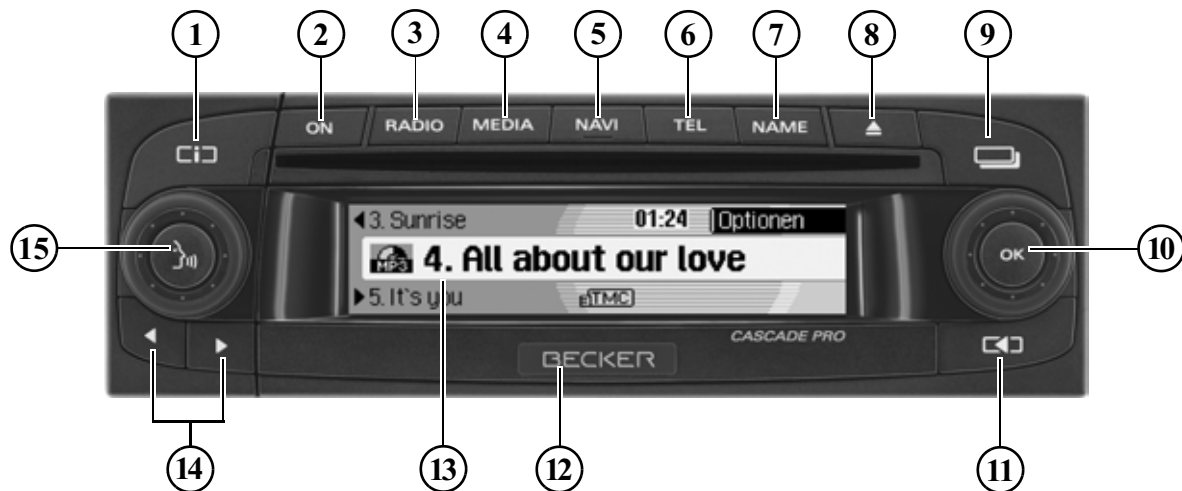 1 2 3 4 5 6 7 8 9
ON RADIO MEDIA NAVI TEL NAME
3. Sunrise 01:24 Optionen
15 MP3 4. All about our love OK 10
5. It`s you TMC
CASCADE PRO
BECKER
14 13 12 11